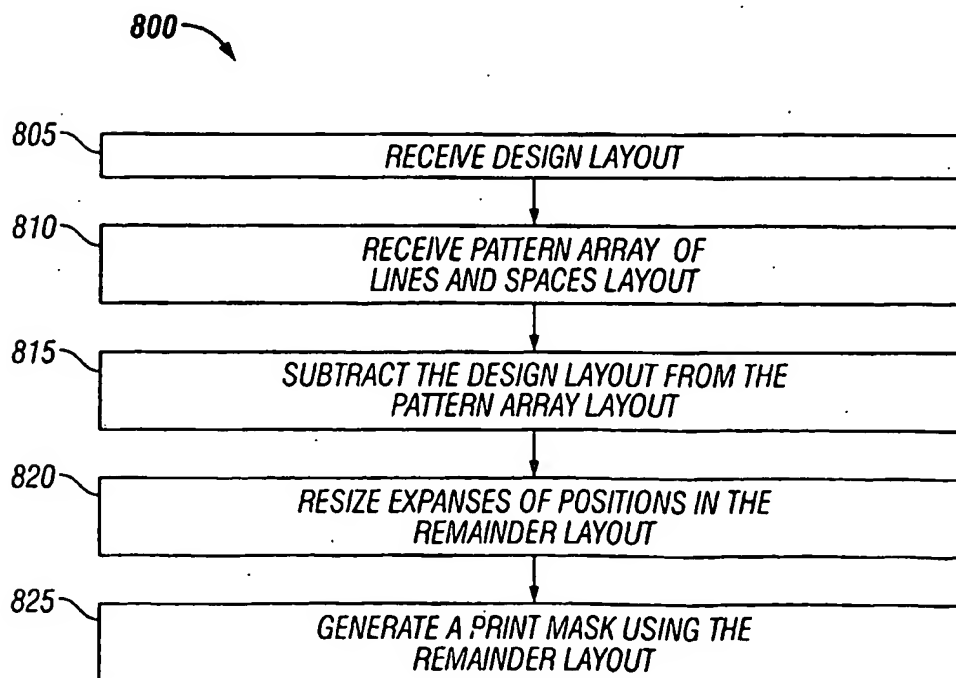 800
805
RECEIVE DESIGN LAYOUT
810
RECEIVE PATTERN ARRAY OF
LINES AND SPACES LAYOUT
815
SUBTRACT THE DESIGN LAYOUT FROM THE
PATTERN ARRAY LAYOUT
820
RESIZE EXPANSES OF POSITIONS IN THE
REMAINDER LAYOUT
825
GENERATE A PRINT MASK USING THE
REMAINDER LAYOUT